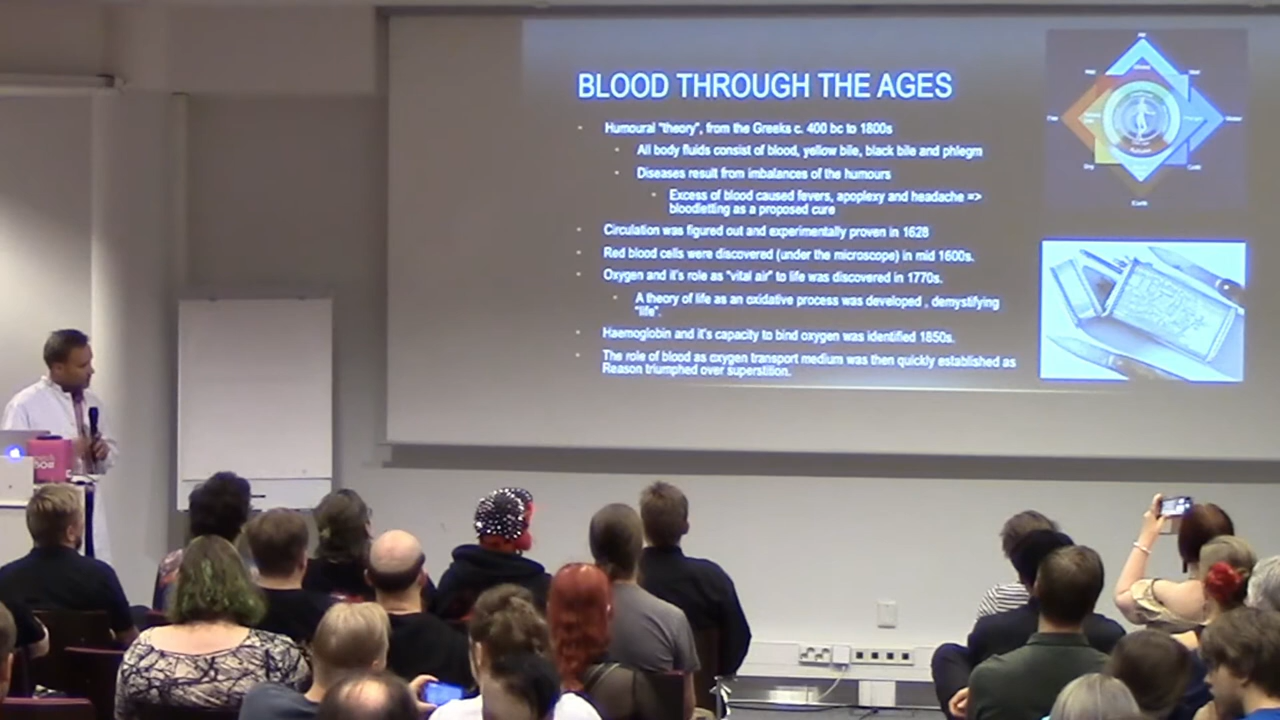 BLOOD THROUGH THE AGES
Humoural "theory", from the Greeks c. 400 bc to 1800s
All body fluids consist of blood, yellow bile, black bile and phlegm
Diseases result from imbalances of the humours
Excess of blood caused fevers, apoplexy and headache =>
bloodletting as a proposed cure
Circulation was figured out and experimentally proven in 1628
Red blood cells were discovered (under the microscope) in mid 1600s.
Oxygen and it's role as "vital air" to life was discovered in 1770s.
A theory of life as an oxidative process was developed , demystifying
"life".
Haemoglobin and it's capacity to bind oxygen was identified 1850s.
The role of blood as oxygen transport medium was then quickly established as
Reason triumphed over superstition.